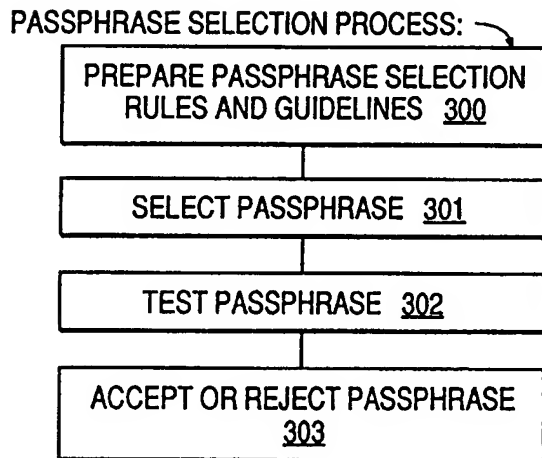 PASSPHRASE SELECTION PROCESS:
PREPARE PASSPHRASE SELECTION
RULES AND GUIDELINES 300
SELECT PASSPHRASE 301
TEST PASSPHRASE 302
ACCEPT OR REJECT PASSPHRASE
303